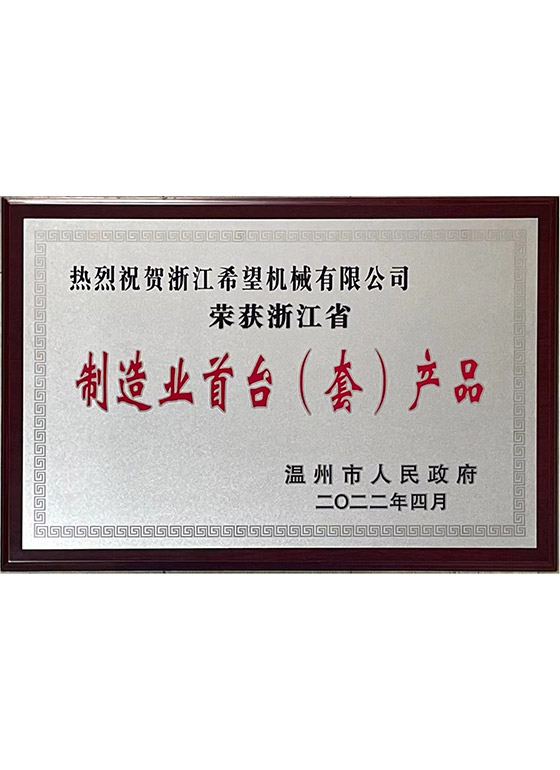 热烈祝贺浙江希望机械有限公司
荣获浙江省
制造业首台（套）产品
温州市人民政府
二〇二二年四月